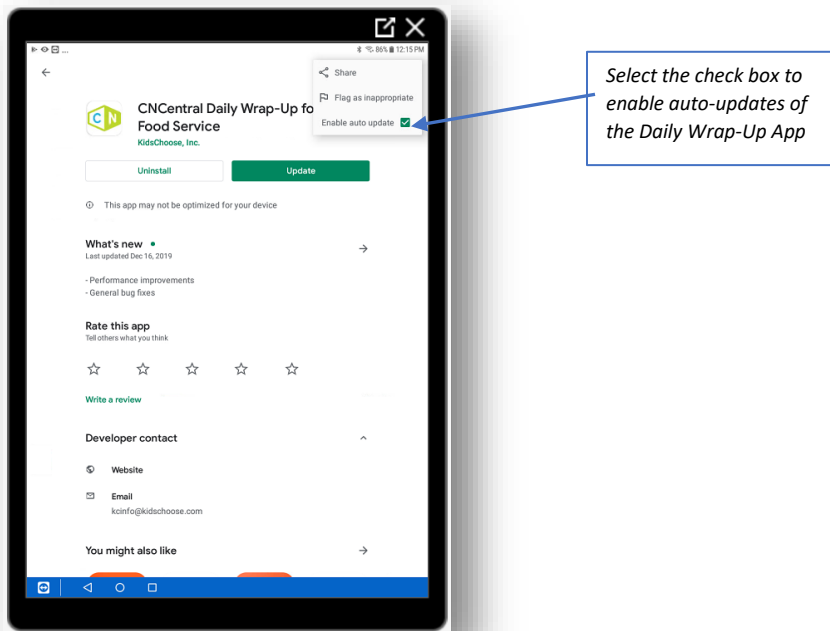 ... 86% 12:15 PM
Share
Flag as inappropriate
Enable auto update
CN
CNCentral Daily Wrap-Up fo
Food Service
KidsChoose, Inc.
Uninstall Update
This app may not be optimized for your device
What's new
Last updated Dec 16, 2019
- Performance improvements
- General bug fixes
Rate this app
Tell others what you think
Write a review
Developer contact
Website
Email
kcinfo@kidschoose.com
You might also like
Select the check box to
enable auto-updates of
the Daily Wrap-Up App